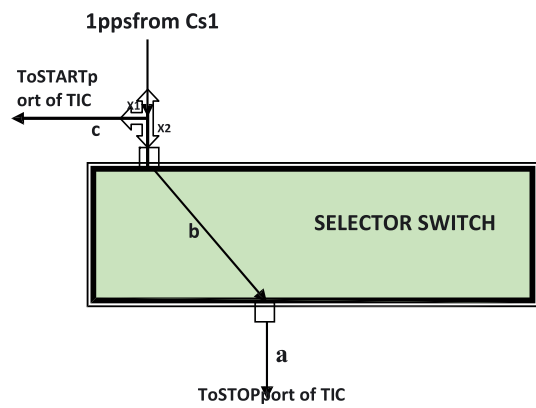 1ppsfrom Cs1
ToSTARTp
ort of TIC
X1
c
X2
b
SELECTOR SWITCH
a
ToSTOPport of TIC